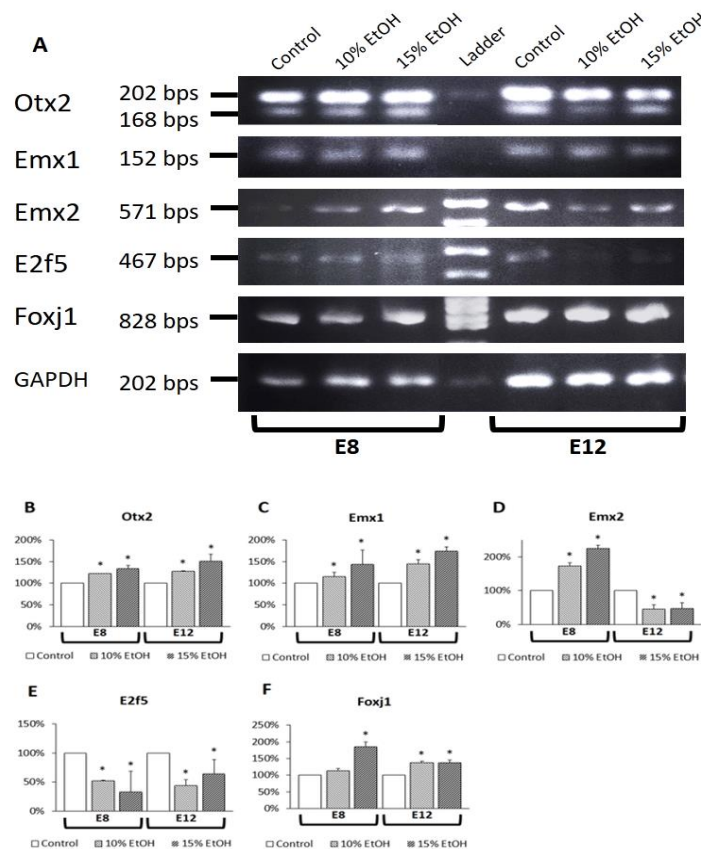 A
Control 10% EtOH 15% EtOH Ladder Control 10% EtOH 15% EtOH
Otx2 202 bps
168 bps
Emx1 152 bps
Emx2 571 bps
E2f5 467 bps
Foxj1 828 bps
GAPDH 202 bps
E8 E12
B
Otx2
200%
150%
100%
50%
0%
* * * *
E8 E12
Control 10% EtOH 15% EtOH
C
Emx1
200%
150%
100%
50%
0%
* * * *
E8 E12
Control 10% EtOH 15% EtOH
D
Emx2
200%
100%
0%
* * * *
E8 E12
Control 10% EtOH 15% EtOH
E
E2f5
150%
100%
50%
0%
* * * *
E8 E12
Control 10% EtOH 15% EtOH
F
Foxj1
250%
200%
150%
100%
50%
0%
* * *
E8 E12
Control 10% EtOH 15% EtOH